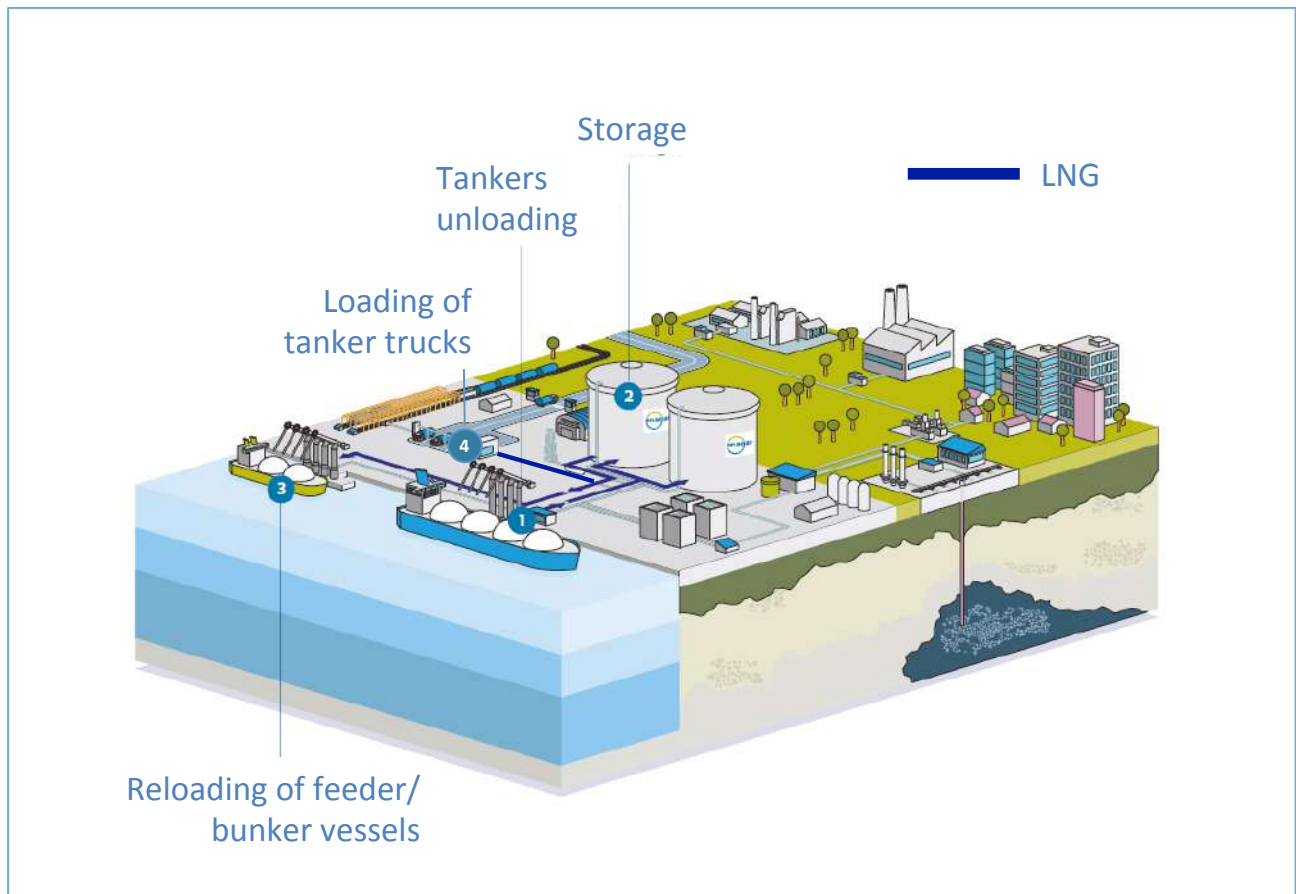 Storage
Tankers
unloading
LNG
Loading of
tanker trucks
2
4
3
1
Reloading of feeder/
bunker vessels